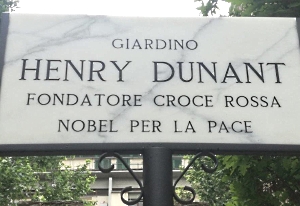 GIARDINO
HENRY DUNANT
FONDATORE CROCE ROSSA
NOBEL PER LA PACE